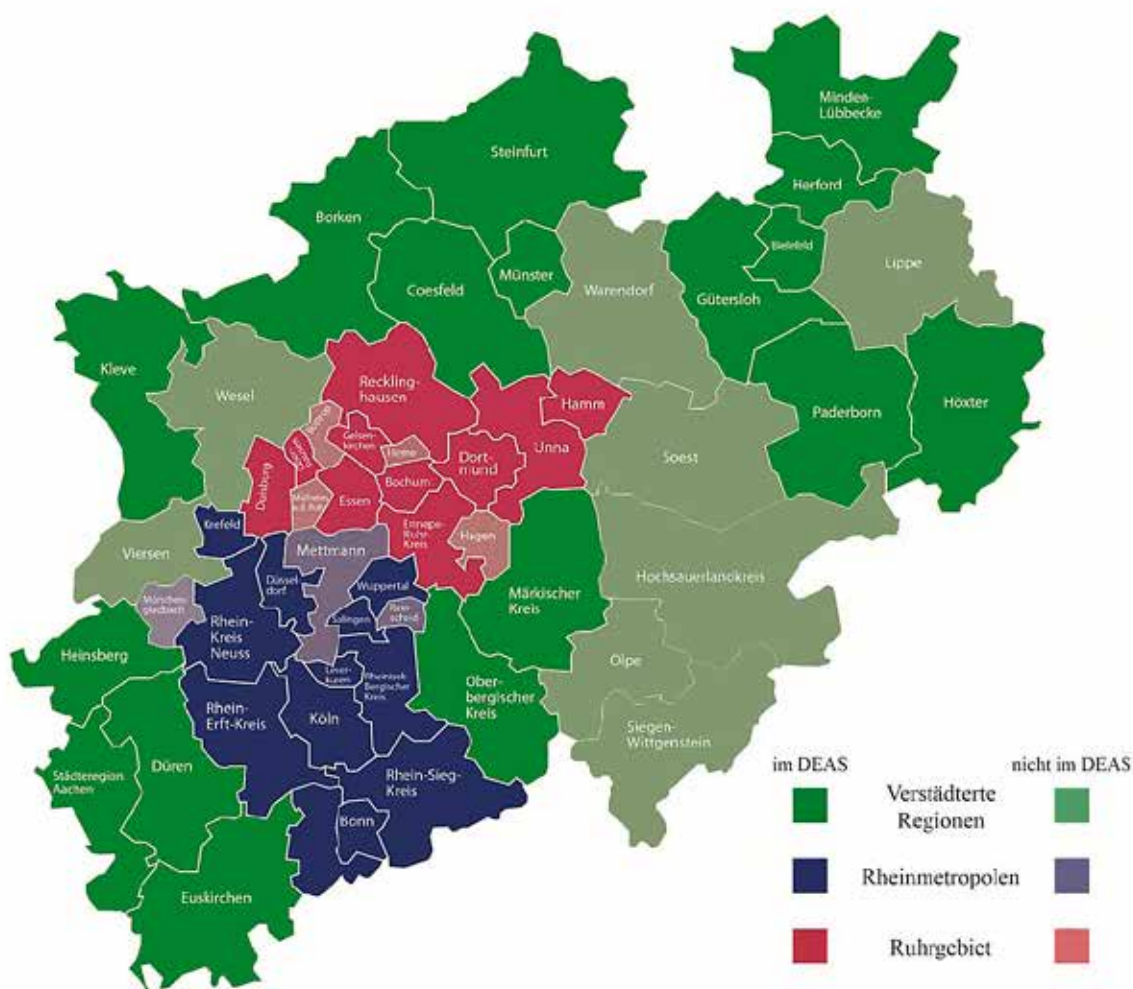 Minden-
Lübbecke
Steinfurt
Herford
Borken
Bielefeld
Münster
Lippe
Coesfeld
Warendorf
Gütersloh
Kleve
Reckling-
hausen
Wesel
Hamm
Paderborn
Höxter
Bottrop
Gelsen-
kirchen
Herne
Dort-
mund
Unna
Soest
Duisburg
Essen
Bochum
Mülheim
a.d. Ruhr
Krefeld
Ennepe-
Ruhr-
Kreis
Hagen
Viersen
Mettmann
Hochsauerlandkreis
Düssel-
dorf
Wuppertal
Märkischer
Kreis
Mönchen-
gladbach
Solingen
Rem-
scheid
Rhein-
Kreis
Neuss
Heinsberg
Olpe
Lever-
kusen
Rheinisch-
Bergischer
Kreis
Ober-
bergischer
Kreis
Rhein-
Erft-Kreis
Köln
Siegen-
Wittgenstein
Städteregion
Aachen
Düren
Rhein-Sieg-
Kreis
Bonn
Euskirchen
im DEAS
nicht im DEAS
Verstädterte
Regionen
Rheinmetropolen
Ruhrgebiet